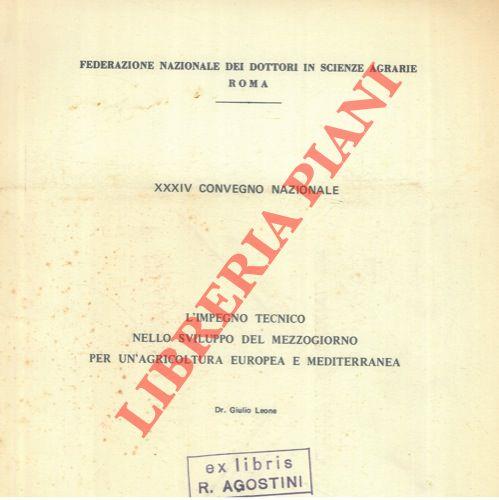 FEDERAZIONE NAZIONALE DEI DOTTORI IN SCIENZE AGRARIE
ROMA
XXXIV CONVEGNO NAZIONALE
LIBRERIA PIANI
L'IMPEGNO TECNICO
NELLO SVILUPPO DEL MEZZOGIORNO
PER UN'AGRICOLTURA EUROPEA E MEDITERRANEA
Dr. Giulio Leone
ex libris
R. AGOSTINI